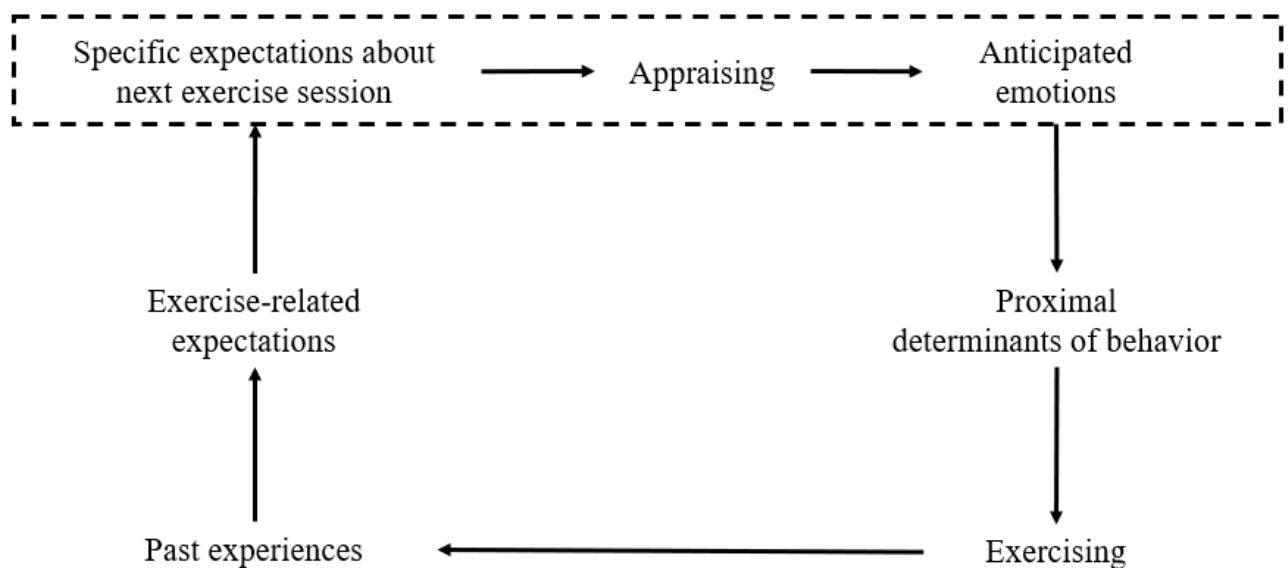 Specific expectations about
next exercise session
Appraising
Anticipated
emotions
Exercise-related
expectations
Proximal
determinants of behavior
Past experiences
Exercising